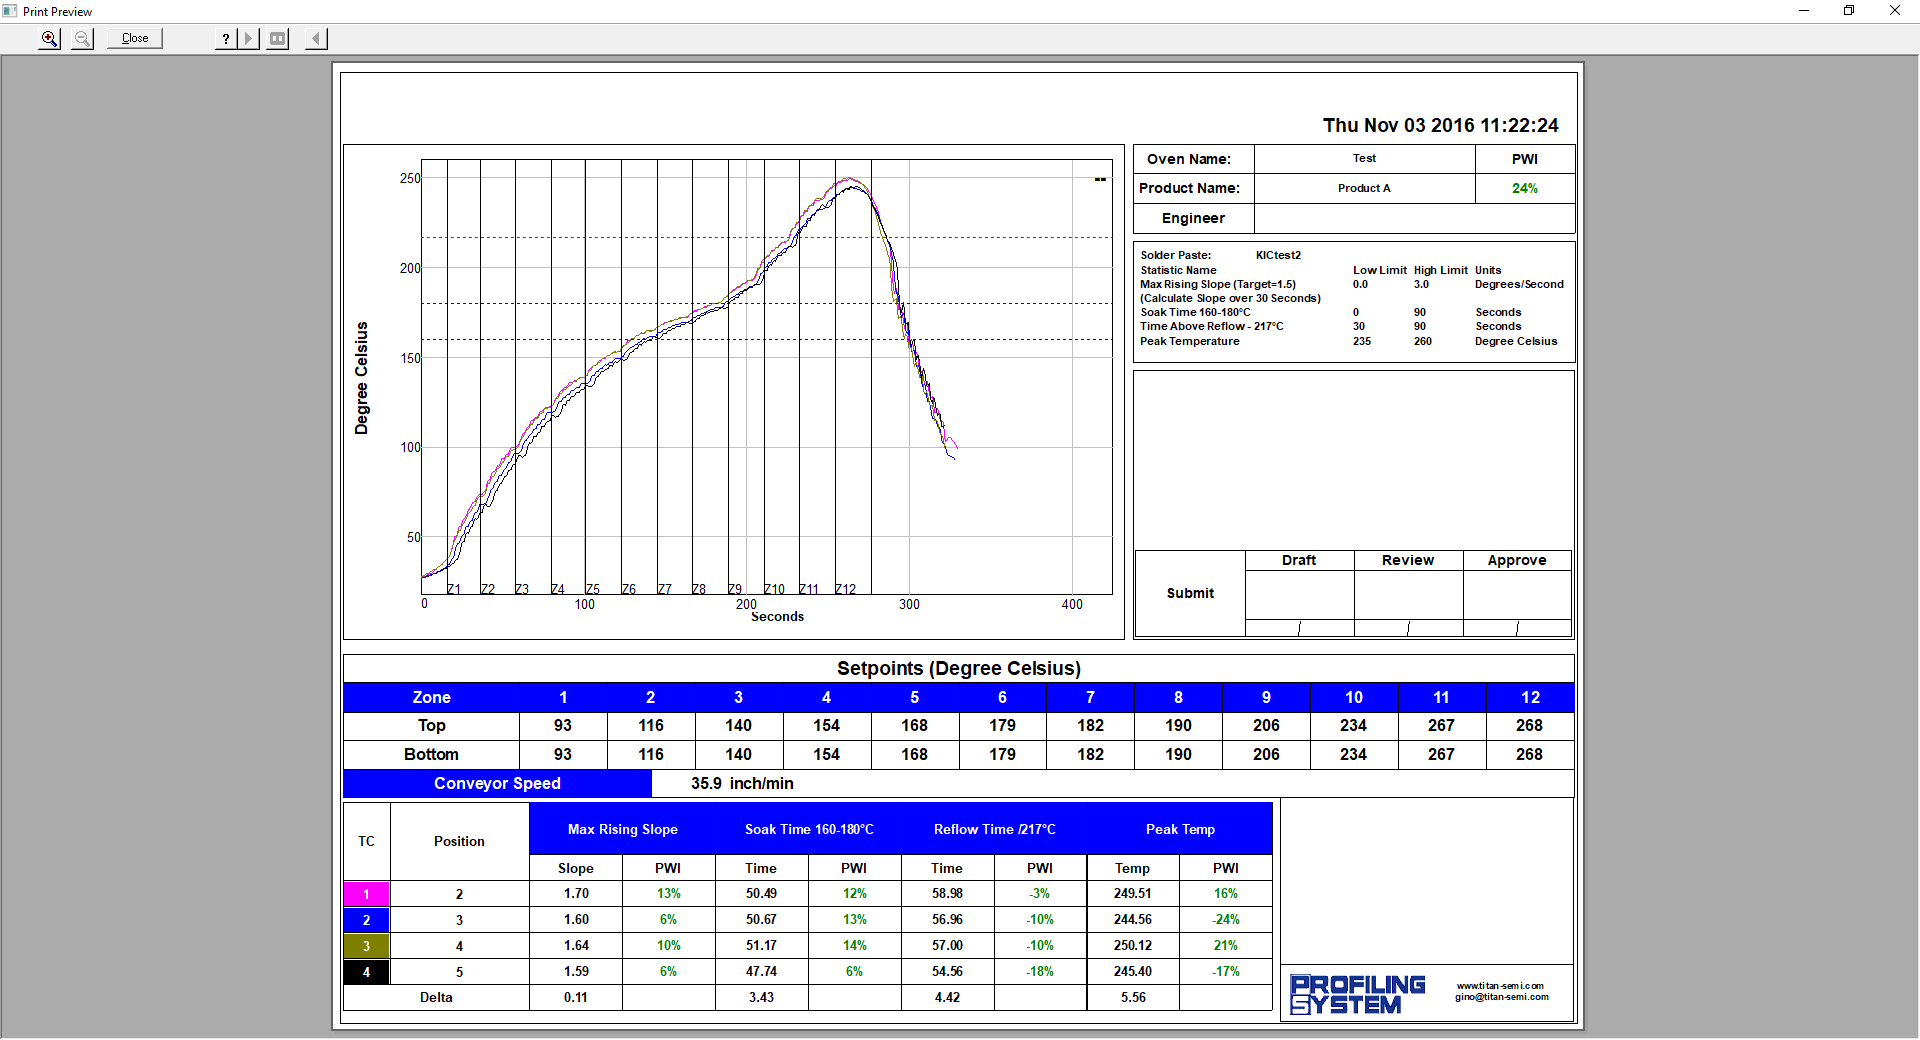 Print Preview
Close
?
Thu Nov 03 2016 11:22:24
Oven Name: Test PWI
Product Name: Product A 24%
Engineer
Solder Paste: KICtest2
Statistic Name Low Limit High Limit Units
Max Rising Slope (Target=1.5) 0.0 3.0 Degrees/Second
(Calculate Slope over 30 Seconds)
Soak Time 160-180°C 0 90 Seconds
Time Above Reflow - 217°C 30 90 Seconds
Peak Temperature 235 260 Degree Celsius
Degree Celsius
250
200
150
100
50
--
Z1 Z2 Z3 Z4 Z5 Z6 Z7 Z8 Z9 Z10 Z11 Z12
0 100 200 300 400
Seconds
Draft Review Approve
Submit
/ / /
Setpoints (Degree Celsius)
Zone 1 2 3 4 5 6 7 8 9 10 11 12
Top 93 116 140 154 168 179 182 190 206 234 267 268
Bottom 93 116 140 154 168 179 182 190 206 234 267 268
Conveyor Speed 35.9 inch/min
TC Position Max Rising Slope Soak Time 160-180°C Reflow Time /217°C Peak Temp
Slope PWI Time PWI Time PWI Temp PWI
1 2 1.70 13% 50.49 12% 58.98 -3% 249.51 16%
2 3 1.60 6% 50.67 13% 56.96 -10% 244.56 -24%
3 4 1.64 10% 51.17 14% 57.00 -10% 250.12 21%
4 5 1.59 6% 47.74 6% 54.56 -18% 245.40 -17%
Delta 0.11 3.43 4.42 5.56
PROFILING
SYSTEM
www.titan-semi.com
gino@titan-semi.com